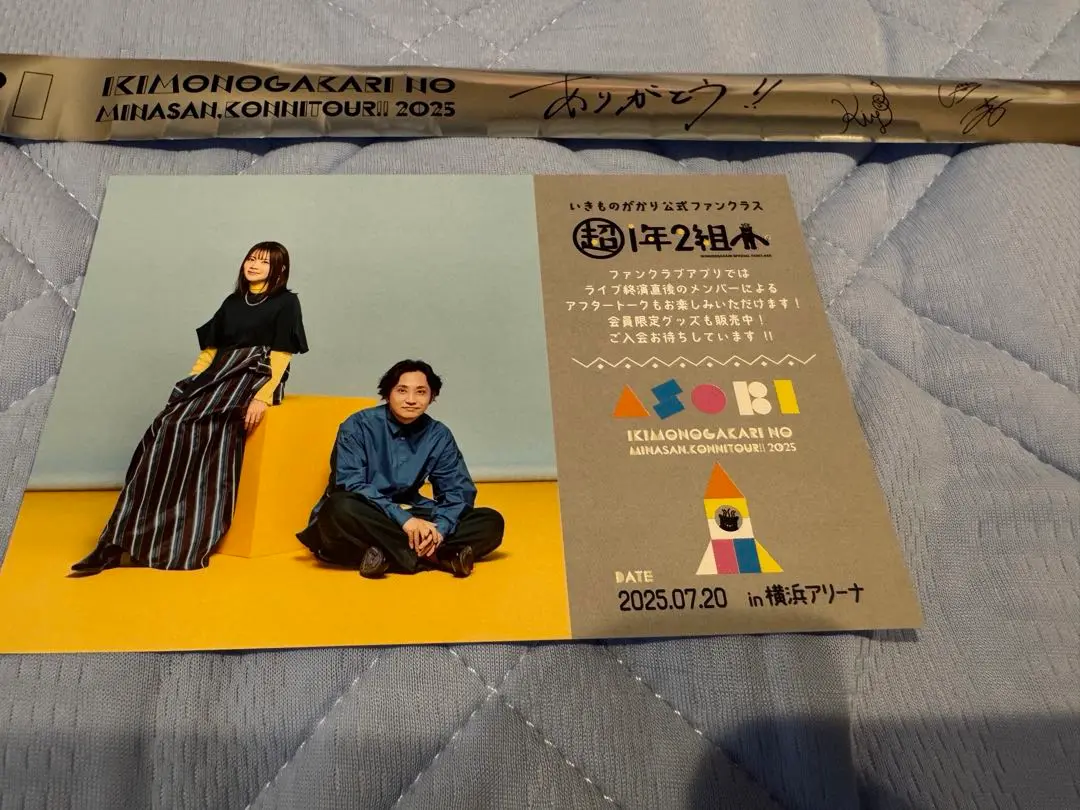 IKIMONOGAKARI NO
MINASAN,KONNITOUR!! 2025
ありがとう!!
いきものがかり公式ファンクラス
超1年2組
ファンクラブアプリでは
ライブ終演直後のメンバーによる
アフタートークもお楽しみいただけます!
会員限定グッズも販売中!
ご入会お待ちしています!!
ASOBI
IKIMONOGAKARI NO
MINASAN,KONNITOUR!! 2025
DATE
2025.07.20 in 横浜アリーナ